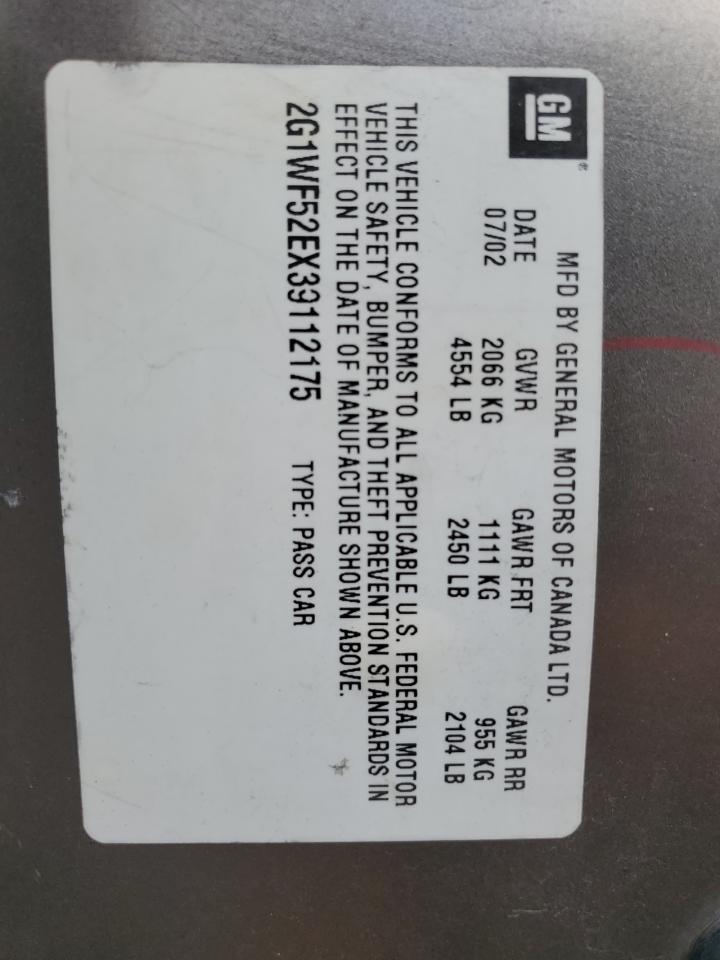 GM®
MFD BY GENERAL MOTORS OF CANADA LTD.
DATE GVWR GAWR FRT GAWR RR
07/02 2066 KG 1111 KG 955 KG
4554 LB 2450 LB 2104 LB
THIS VEHICLE CONFORMS TO ALL APPLICABLE U.S. FEDERAL MOTOR
VEHICLE SAFETY, BUMPER, AND THEFT PREVENTION STANDARDS IN
EFFECT ON THE DATE OF MANUFACTURE SHOWN ABOVE.
2G1WF52EX39112175 TYPE: PASS CAR